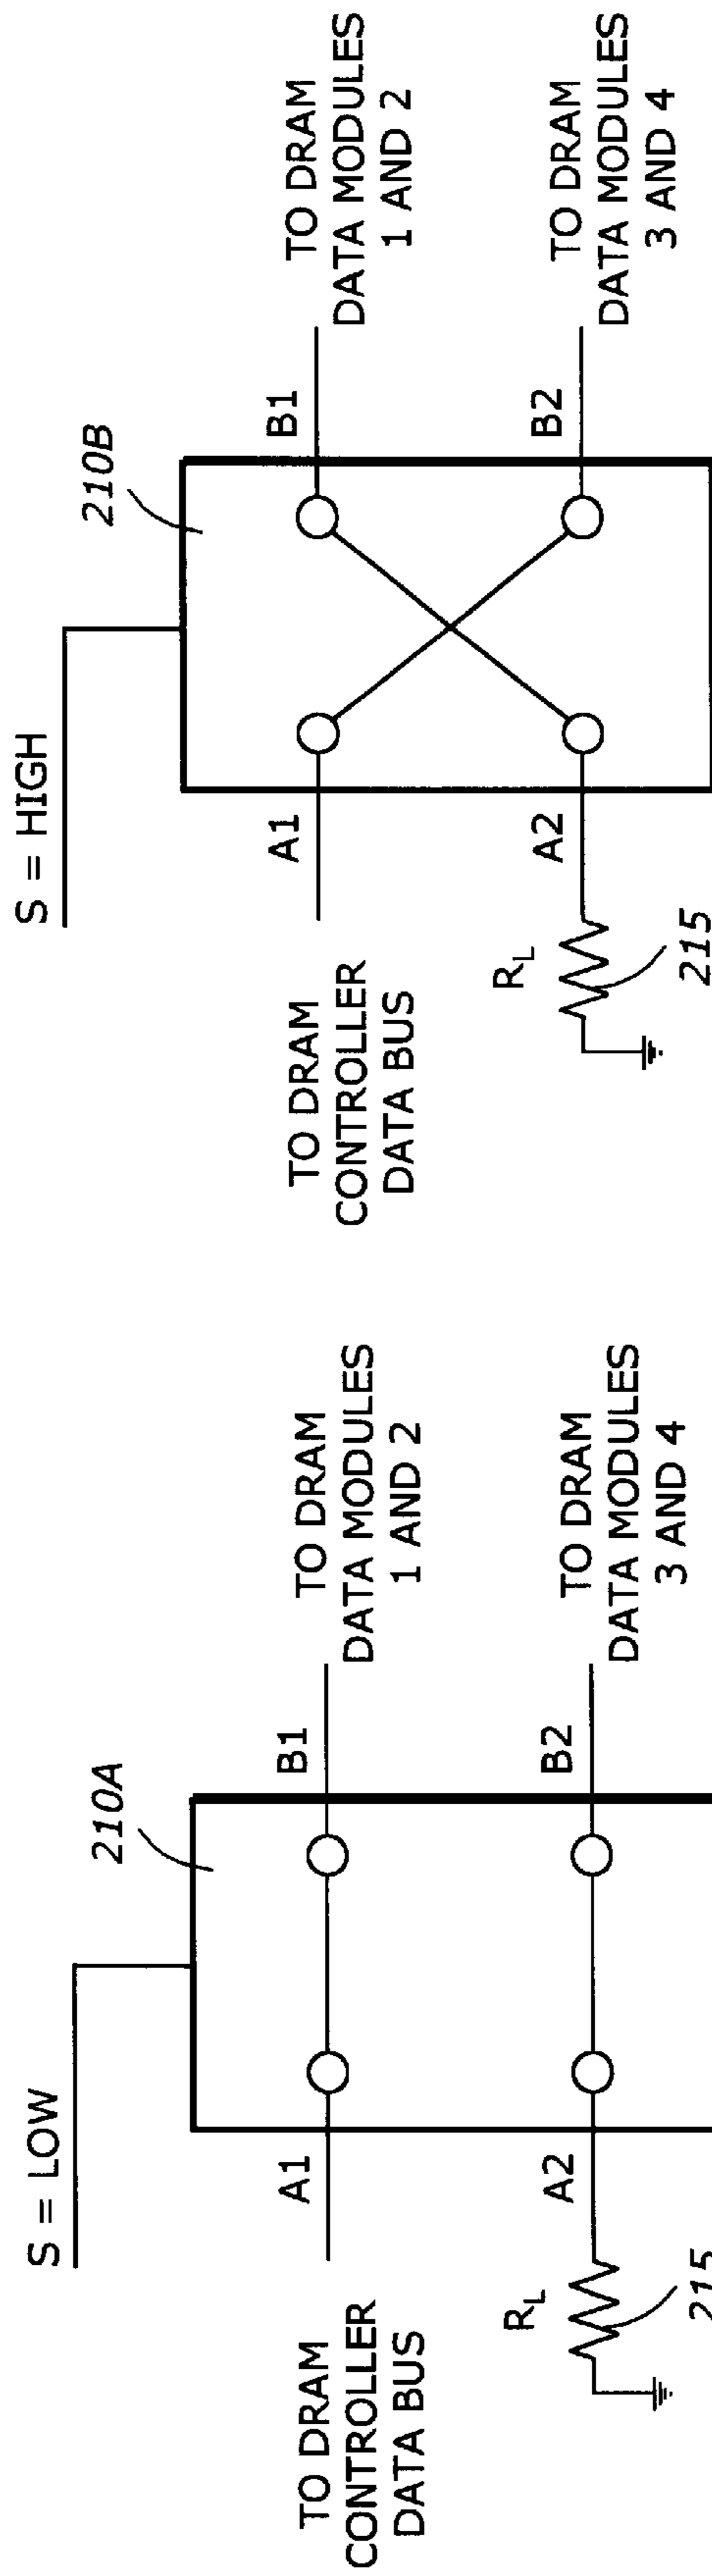 S = LOW
210A
A1
B1
TO DRAM
CONTROLLER
DATA BUS
TO DRAM
DATA MODULES
1 AND 2
RL
A2
B2
215
TO DRAM
DATA MODULES
3 AND 4
S = HIGH
210B
A1
B1
TO DRAM
CONTROLLER
DATA BUS
TO DRAM
DATA MODULES
1 AND 2
RL
A2
B2
215
TO DRAM
DATA MODULES
3 AND 4